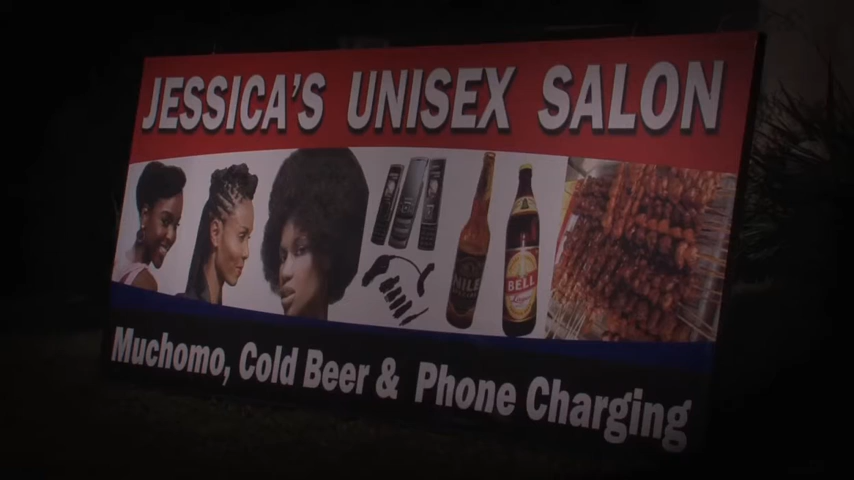 JESSICA'S UNISEX SALON
NILE
BELL
Muchomo, Cold Beer & Phone Charging